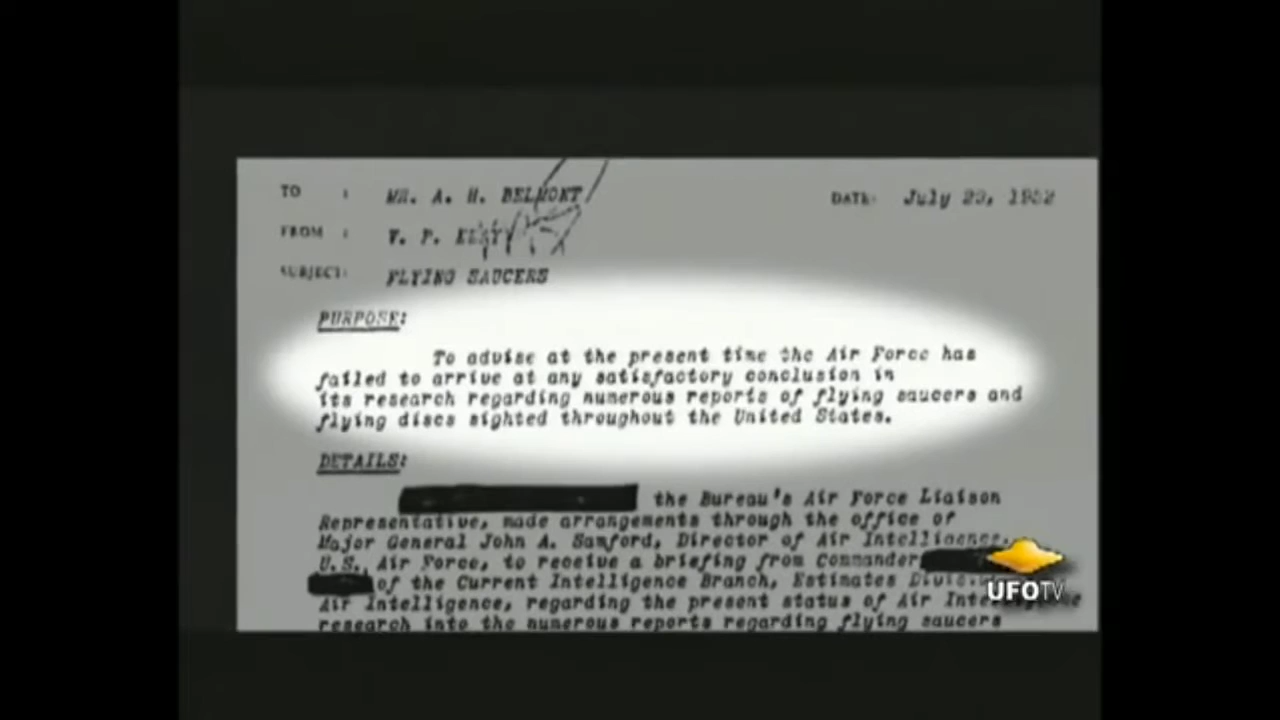 TO : MR. A. H. BELMONT DATE: July 29, 1952
FROM : V. P. KEAY
SUBJECT: FLYING SAUCERS
PURPOSE:
To advise at the present time the Air Force has
failed to arrive at any satisfactory conclusion in
its research regarding numerous reports of flying saucers and
flying discs sighted throughout the United States.
DETAILS:
the Bureau's Air Force Liaison
Representative, made arrangements through the office of
Major General John A. Samford, Director of Air Intelligence,
U.S. Air Force, to receive a briefing from Commander
of the Current Intelligence Branch, Estimates Division
Air Intelligence, regarding the present status of Air Intelligence
research into the numerous reports regarding flying saucers
UFOTV